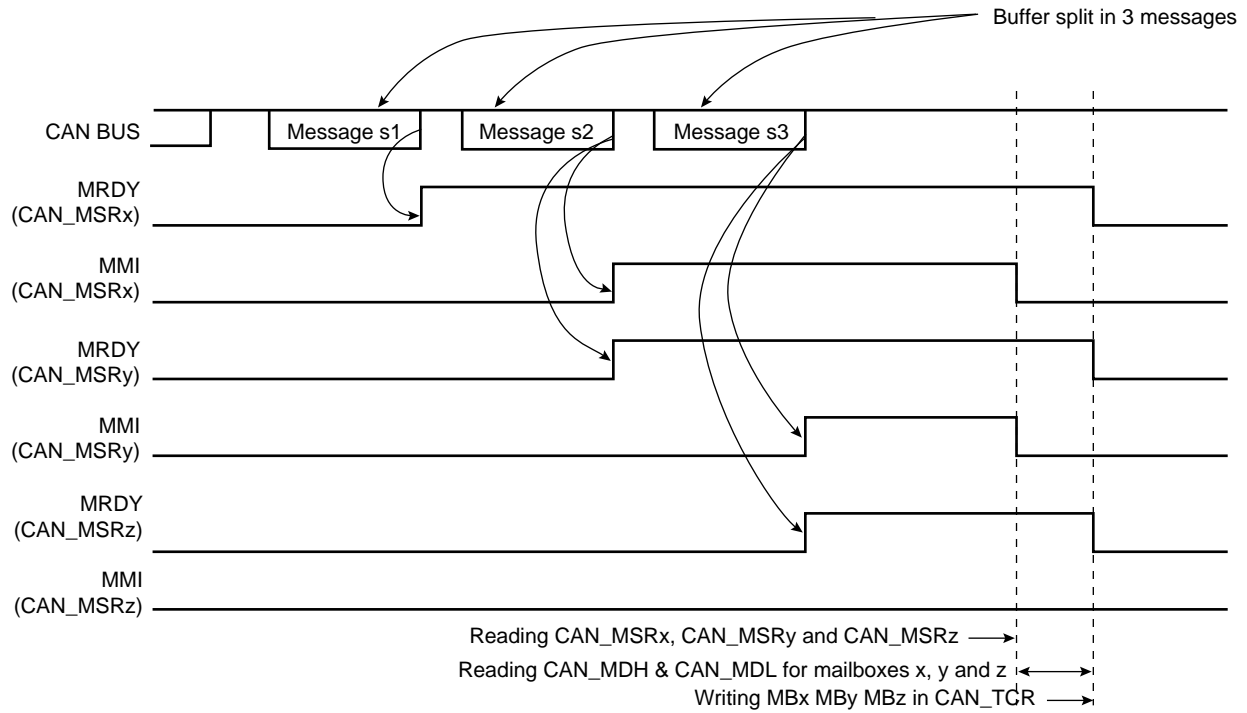 Buffer split in 3 messages
CAN BUS
Message s1
Message s2
Message s3
MRDY
(CAN_MSRx)
MMI
(CAN_MSRx)
MRDY
(CAN_MSRy)
MMI
(CAN_MSRy)
MRDY
(CAN_MSRz)
MMI
(CAN_MSRz)
Reading CAN_MSRx, CAN_MSRy and CAN_MSRz
Reading CAN_MDH & CAN_MDL for mailboxes x, y and z
Writing MBx MBy MBz in CAN_TCR